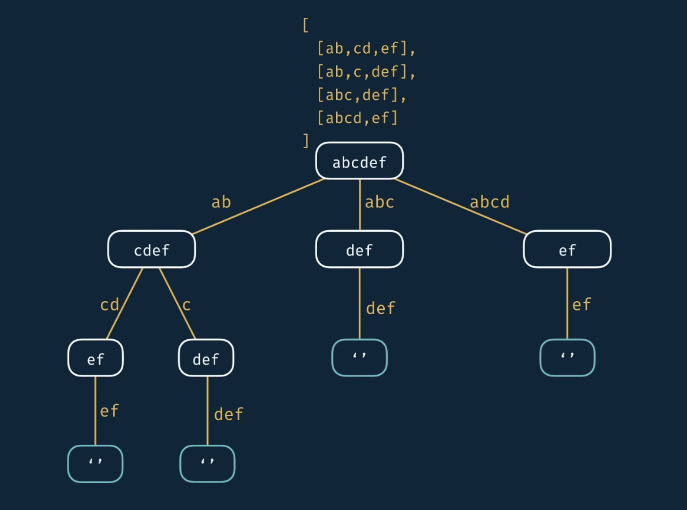 [
[ab,cd,ef],
[ab,c,def],
[abc,def],
[abcd,ef]
]
abcdef
ab
abc
abcd
cdef
def
ef
cd
c
def
ef
ef
def
‘’
‘’
ef
def
‘’
‘’